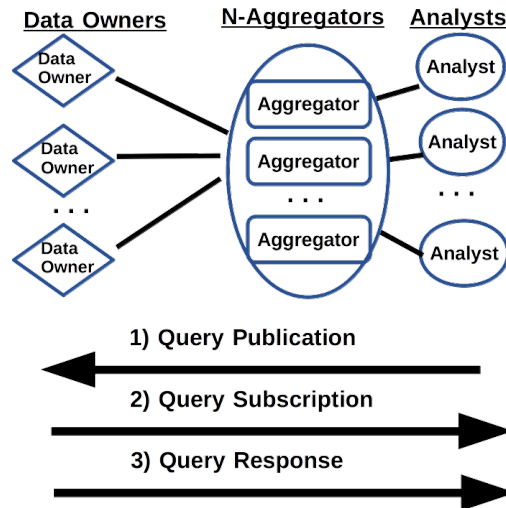 Data Owners
N-Aggregators
Analysts
Data
Owner
Aggregator
Analyst
Data
Owner
Aggregator
Analyst
. . .
. . .
. . .
Data
Owner
Aggregator
Analyst
1) Query Publication
2) Query Subscription
3) Query Response